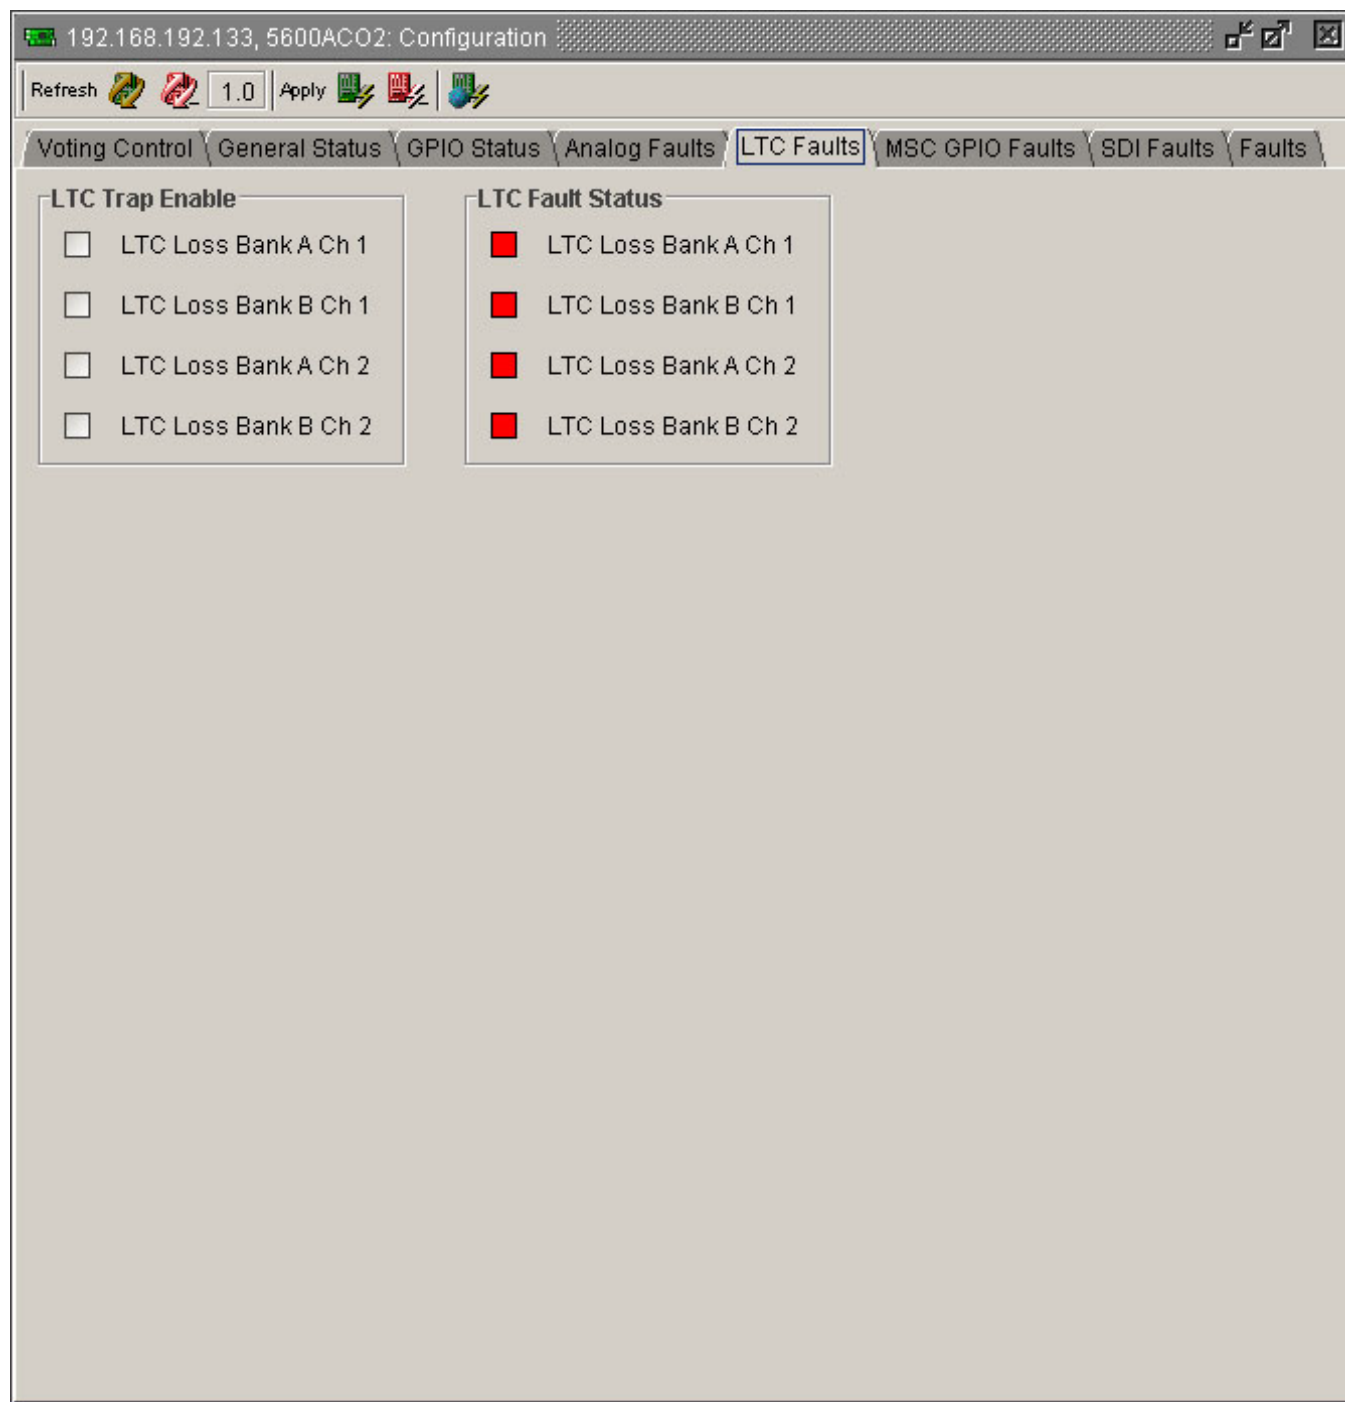 192.168.192.133, 5600ACO2: Configuration
Refresh 1.0 Apply
Voting Control General Status GPIO Status Analog Faults LTC Faults MSC GPIO Faults SDI Faults Faults
LTC Trap Enable
LTC Loss Bank A Ch 1
LTC Loss Bank B Ch 1
LTC Loss Bank A Ch 2
LTC Loss Bank B Ch 2
LTC Fault Status
LTC Loss Bank A Ch 1
LTC Loss Bank B Ch 1
LTC Loss Bank A Ch 2
LTC Loss Bank B Ch 2